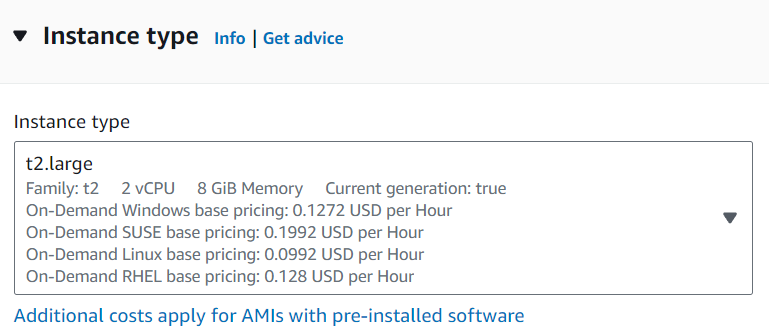 Instance type Info | Get advice
Instance type
t2.large
Family: t2 2 vCPU 8 GiB Memory Current generation: true
On-Demand Windows base pricing: 0.1272 USD per Hour
On-Demand SUSE base pricing: 0.1992 USD per Hour
On-Demand Linux base pricing: 0.0992 USD per Hour
On-Demand RHEL base pricing: 0.128 USD per Hour
Additional costs apply for AMIs with pre-installed software